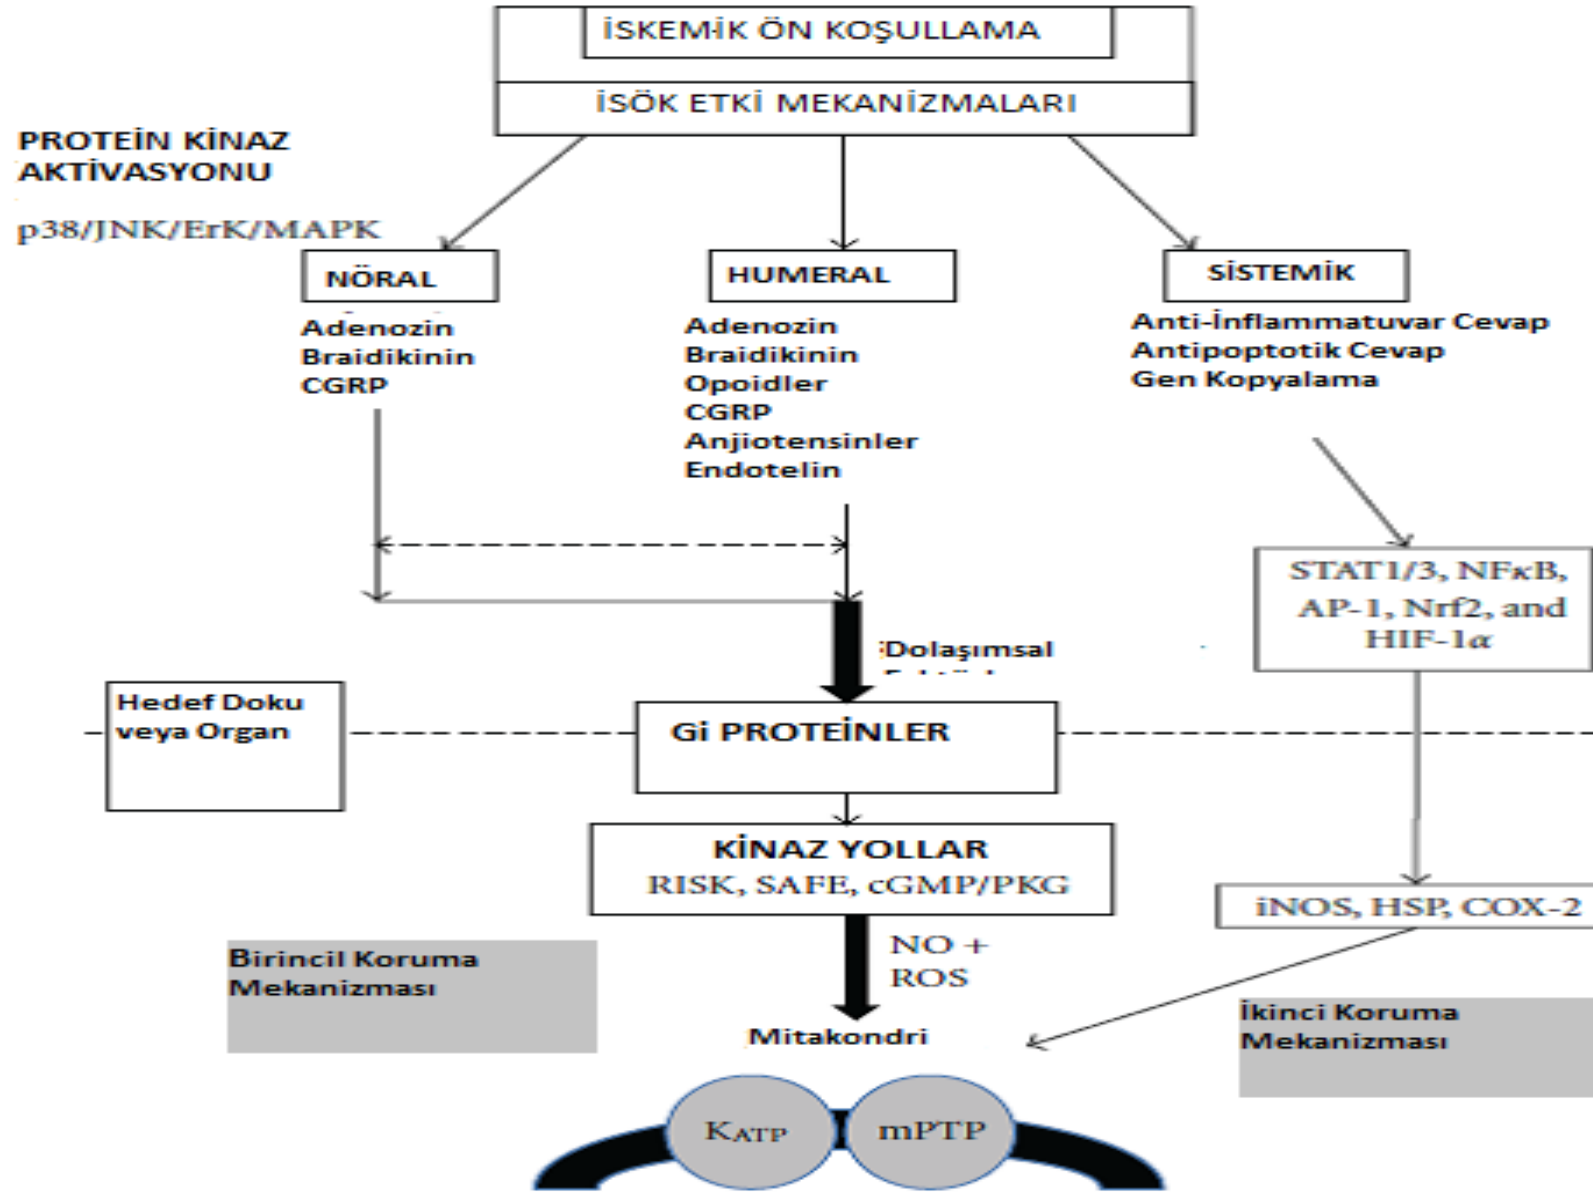 İSKEMİK ÖN KOŞULLAMA
İSÖK ETKİ MEKANİZMALARI
PROTEİN KİNAZ
AKTİVASYONU
p38/JNK/ErK/MAPK
NÖRAL
Adenozin
Braidikinin
CGRP
HUMERAL
Adenozin
Braidikinin
Opoidler
CGRP
Anjiotensinler
Endotelin
SİSTEMİK
Anti-İnflammatuvar Cevap
Antipoptotik Cevap
Gen Kopyalama
STAT1/3, NFκB,
AP-1, Nrf2, and
HIF-1α
Dolaşımsal
Hedef Doku
veya Organ
Gi PROTEİNLER
KİNAZ YOLLAR
RISK, SAFE, cGMP/PKG
iNOS, HSP, COX-2
NO +
ROS
Birincil Koruma
Mekanizması
İkinci Koruma
Mekanizması
Mitakondri
KATP
mPTP